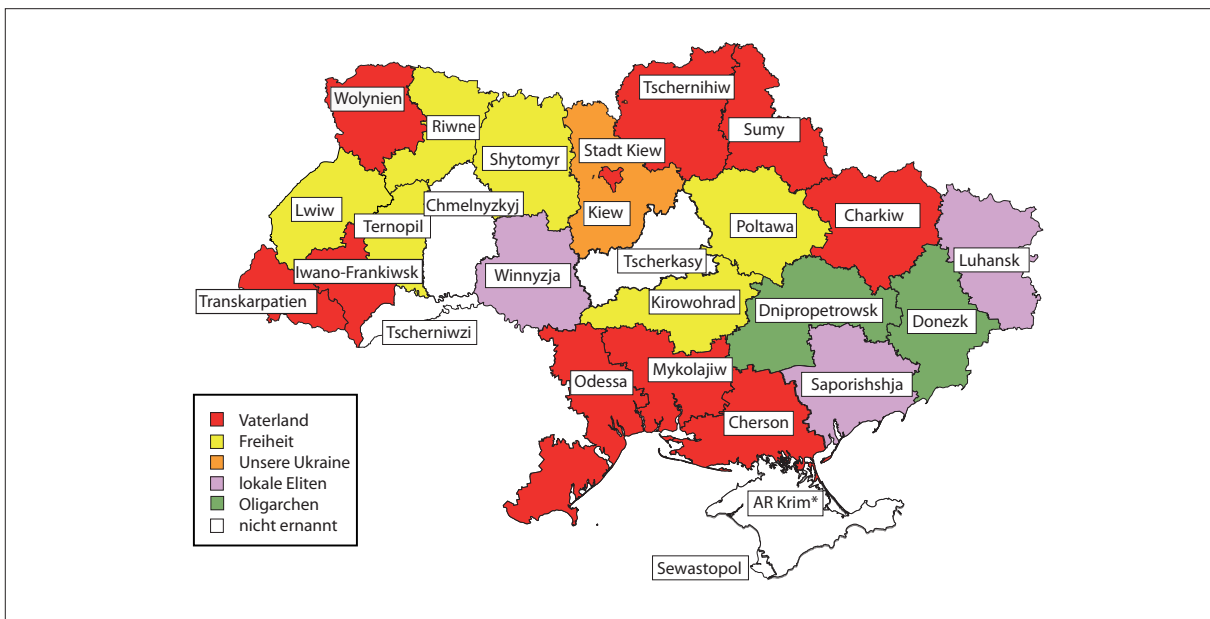 Wolynien
Tschernihiw
Riwne
Sumy
Stadt Kiew
Shytomyr
Chmelnyzkyj
Lwiw
Kiew
Charkiw
Ternopil
Poltawa
Tscherkasy
Luhansk
Iwano-Frankiwsk
Winnyzja
Transkarpatien
Kirowohrad
Dnipropetrowsk
Donezk
Tscherniwzi
Mykolajiw
Odessa
Saporishshja
Cherson
Vaterland
Freiheit
Unsere Ukraine
lokale Eliten
Oligarchen
nicht ernannt
AR Krim*
Sewastopol